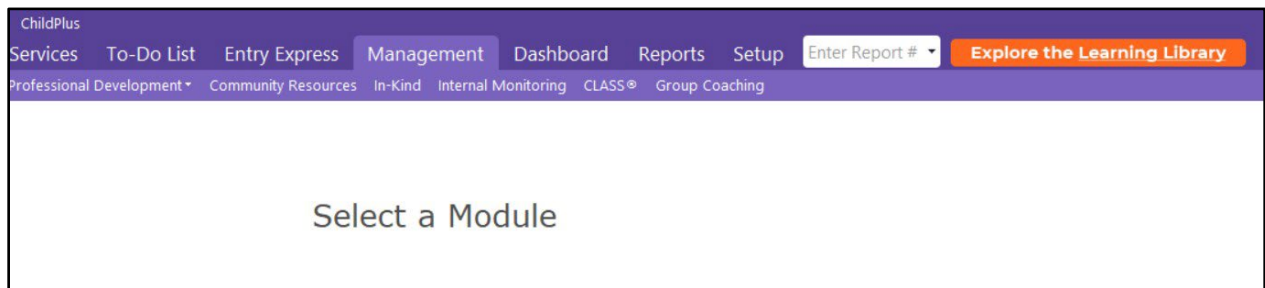 ChildPlus
Services To-Do List Entry Express Management Dashboard Reports Setup Enter Report # Explore the Learning Library
Professional Development Community Resources In-Kind Internal Monitoring CLASS® Group Coaching
Select a Module